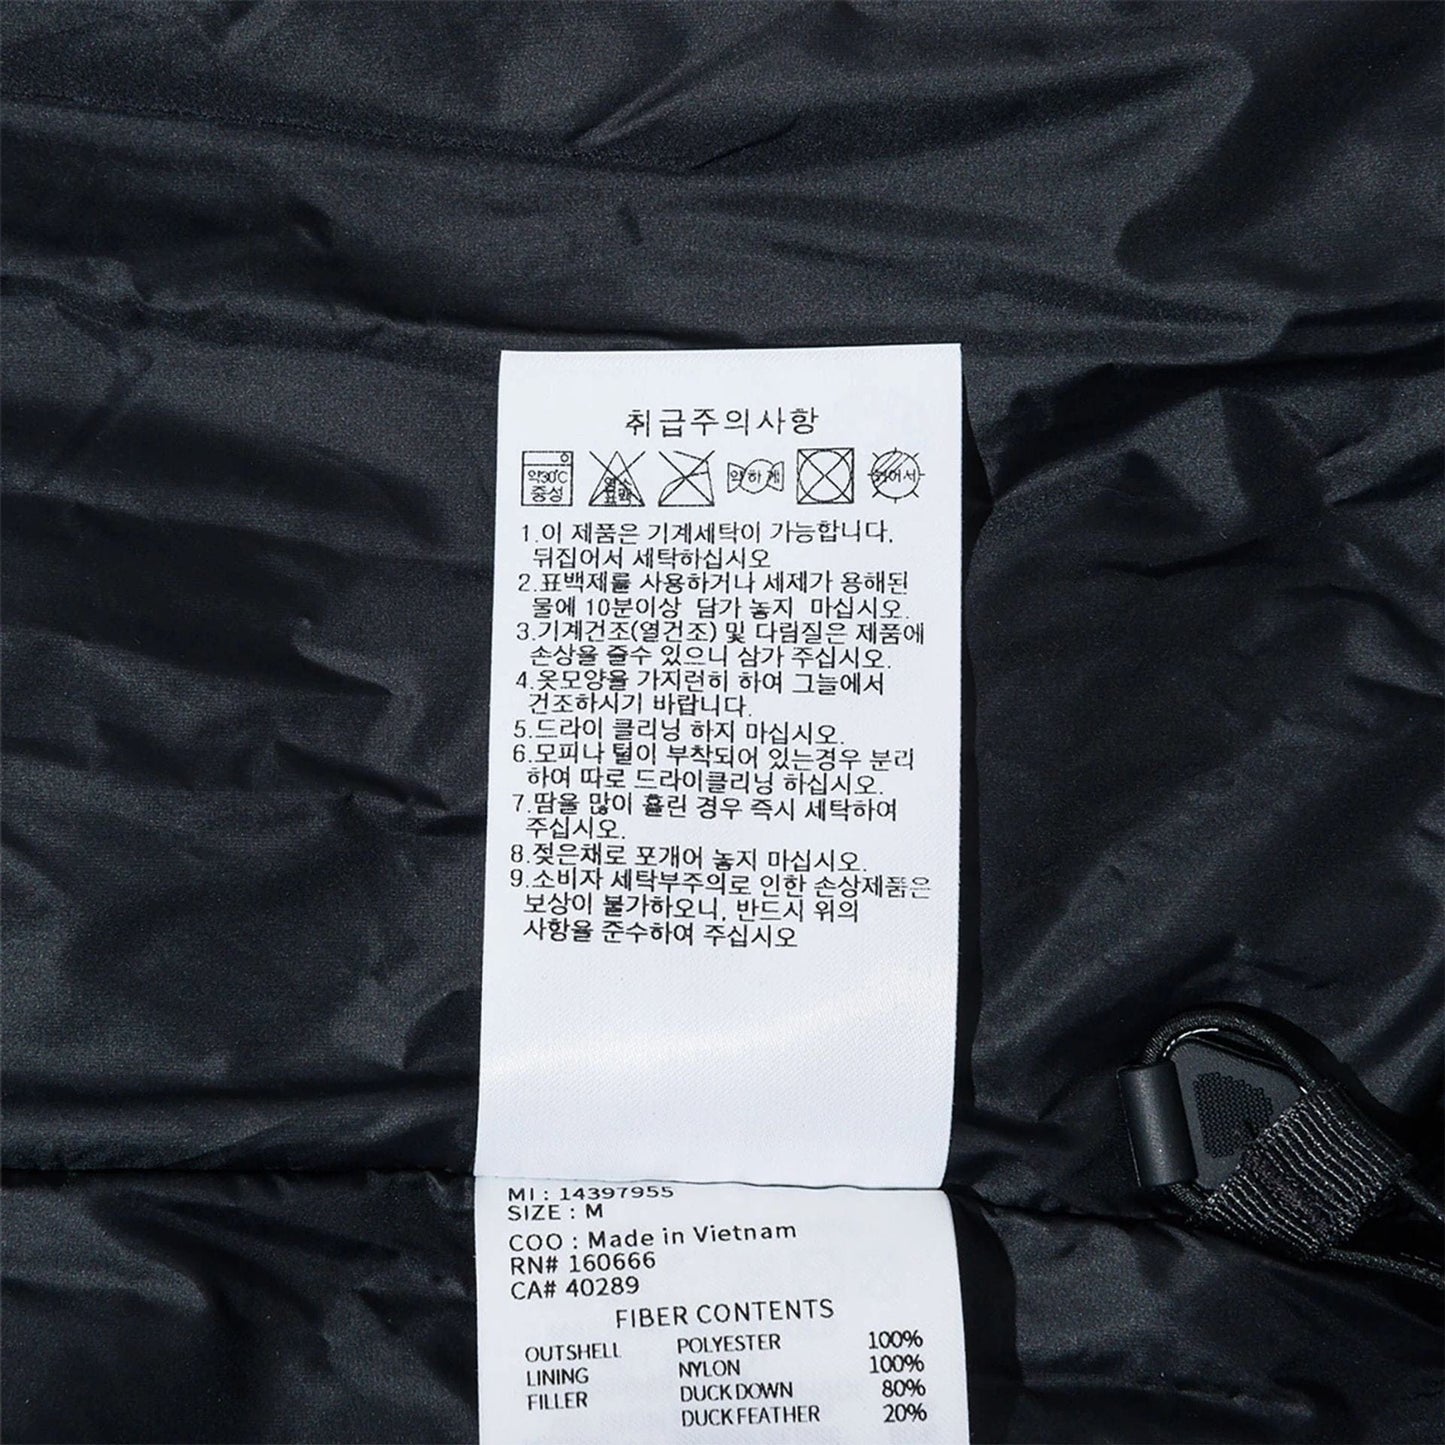 취급주의사항
약30℃ 중성 염소 표백 약하게 뉘어서
1.이 제품은 기계세탁이 가능합니다.
뒤집어서 세탁하십시오
2.표백제를 사용하거나 세제가 용해된
물에 10분이상 담가 놓지 마십시오.
3.기계건조(열건조) 및 다림질은 제품에
손상을 줄수 있으니 삼가 주십시오.
4.옷모양을 가지런히 하여 그늘에서
건조하시기 바랍니다.
5.드라이 클리닝 하지 마십시오.
6.모피나 털이 부착되어 있는경우 분리
하여 따로 드라이클리닝 하십시오.
7.땀을 많이 흘린 경우 즉시 세탁하여
주십시오.
8.젖은채로 포개어 놓지 마십시오.
9.소비자 세탁부주의로 인한 손상제품은
보상이 불가하오니, 반드시 위의
사항을 준수하여 주십시오
MI : 14397955
SIZE : M
COO : Made in Vietnam
RN# 160666
CA# 40289
FIBER CONTENTS
OUTSHELL POLYESTER 100%
LINING NYLON 100%
FILLER DUCK DOWN 80%
DUCK FEATHER 20%